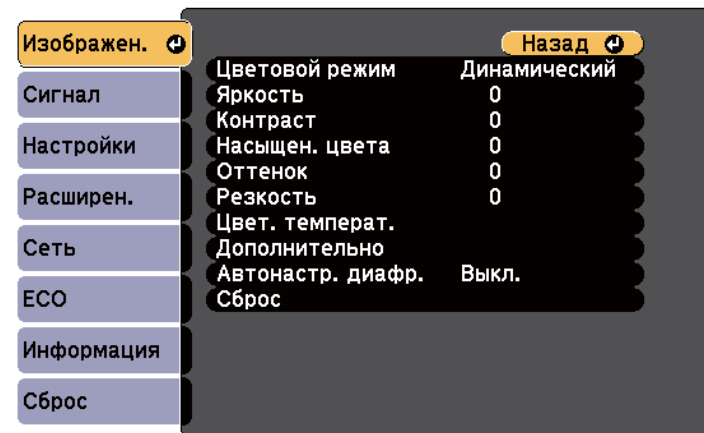 Изображен.
Сигнал
Настройки
Расширен.
Сеть
ECO
Информация
Сброс
Назад
Цветовой режим Динамический
Яркость 0
Контраст 0
Насыщен. цвета 0
Оттенок 0
Резкость 0
Цвет. температ.
Дополнительно
Автонастр. диафр. Выкл.
Сброс